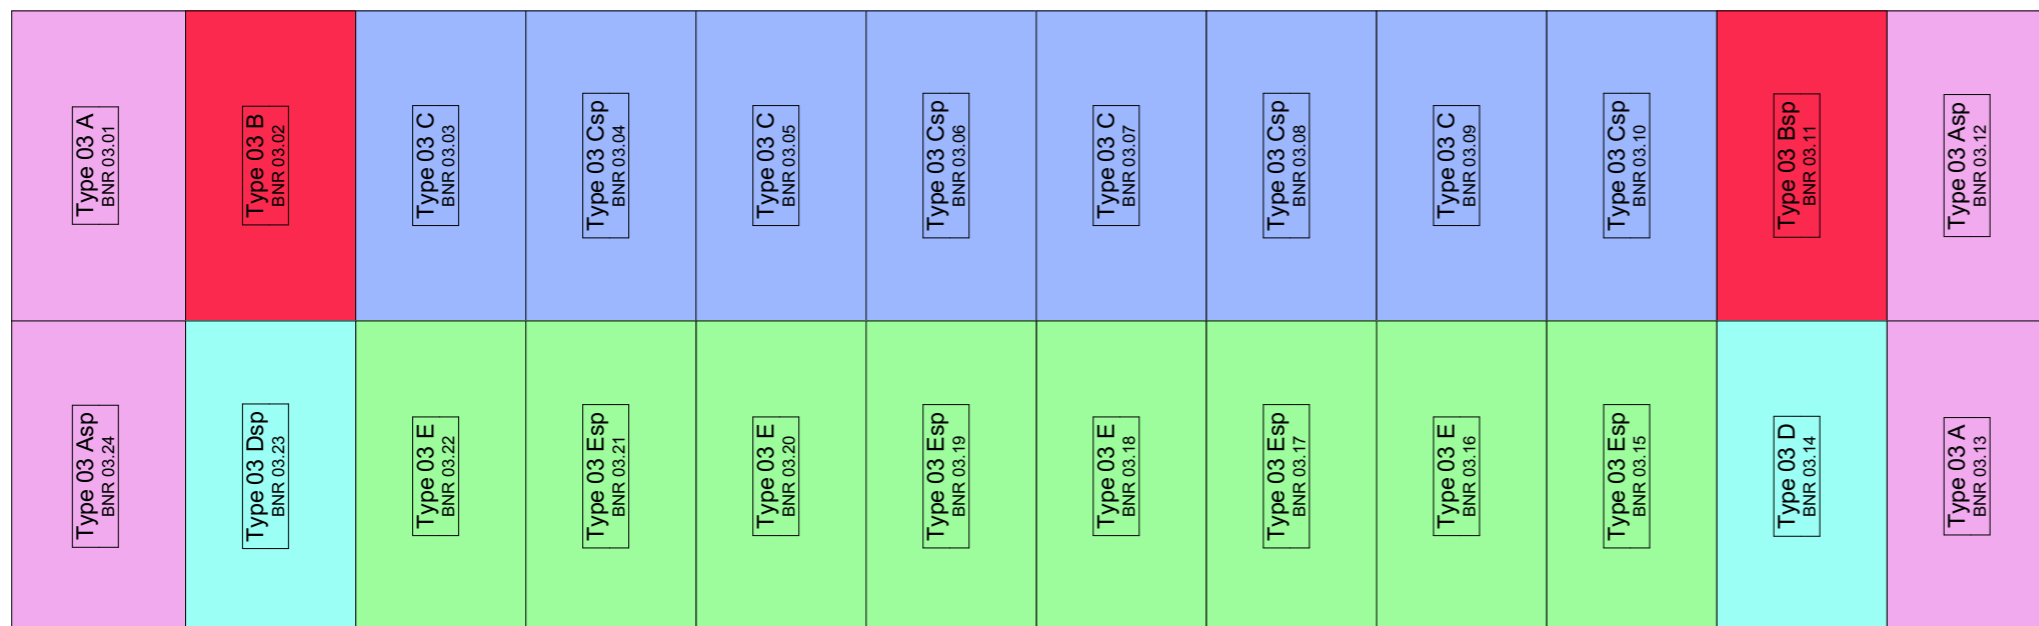 Type 03 A
BNR 03.01
Type 03 B
BNR 03.02
Type 03 C
BNR 03.03
Type 03 Csp
BNR 03.04
Type 03 C
BNR 03.05
Type 03 Csp
BNR 03.06
Type 03 C
BNR 03.07
Type 03 Csp
BNR 03.08
Type 03 C
BNR 03.09
Type 03 Csp
BNR 03.10
Type 03 Bsp
BNR 03.11
Type 03 Asp
BNR 03.12
Type 03 Asp
BNR 03.24
Type 03 Dsp
BNR 03.23
Type 03 E
BNR 03.22
Type 03 Esp
BNR 03.21
Type 03 E
BNR 03.20
Type 03 Esp
BNR 03.19
Type 03 E
BNR 03.18
Type 03 Esp
BNR 03.17
Type 03 E
BNR 03.16
Type 03 Esp
BNR 03.15
Type 03 D
BNR 03.14
Type 03 A
BNR 03.13